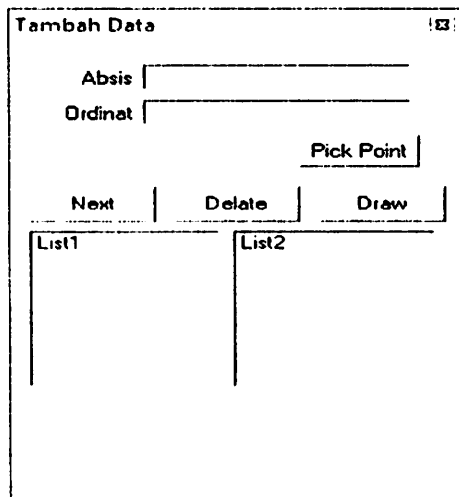 Tambah Data
Absis
Ordinat
Pick Point
Next Delate Draw
List1 List2